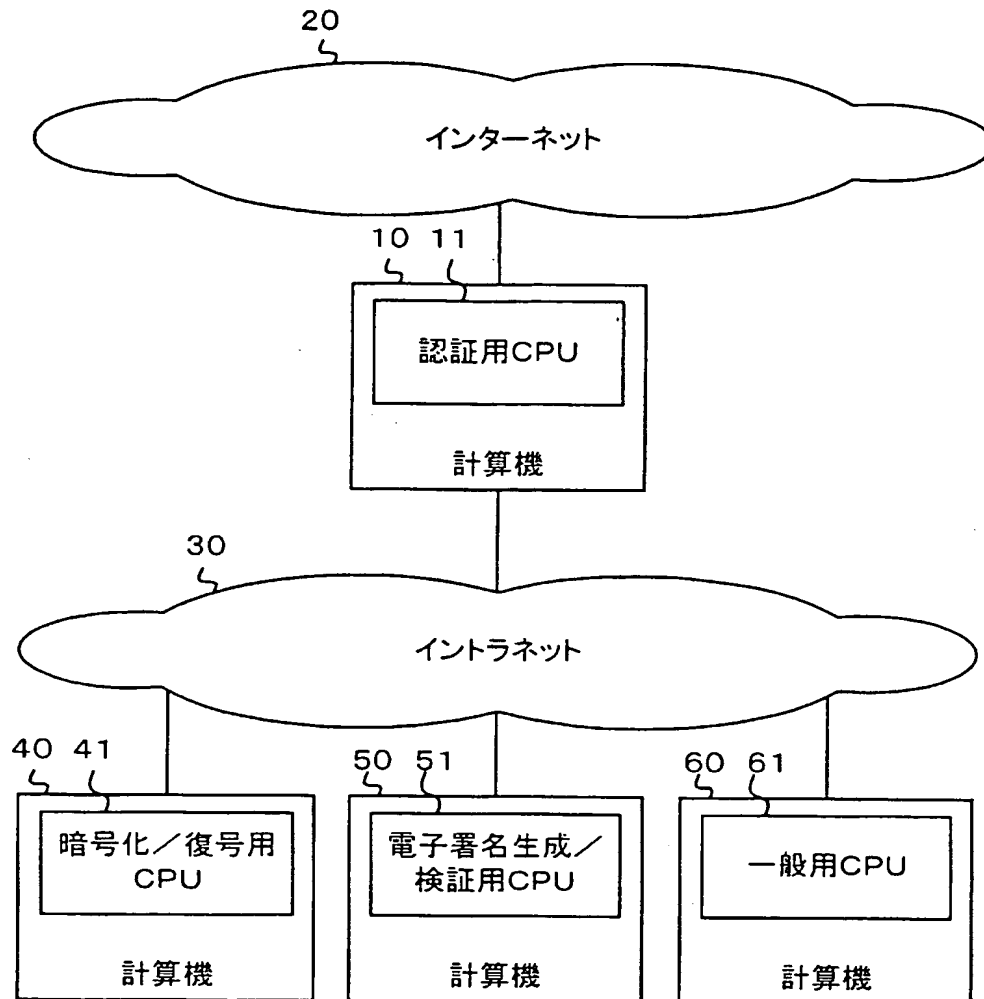 20
インターネット
10 11
認証用CPU
計算機
30
イントラネット
40 41
50 51
60 61
暗号化／復号用
CPU
電子署名生成／
検証用CPU
一般用CPU
計算機
計算機
計算機